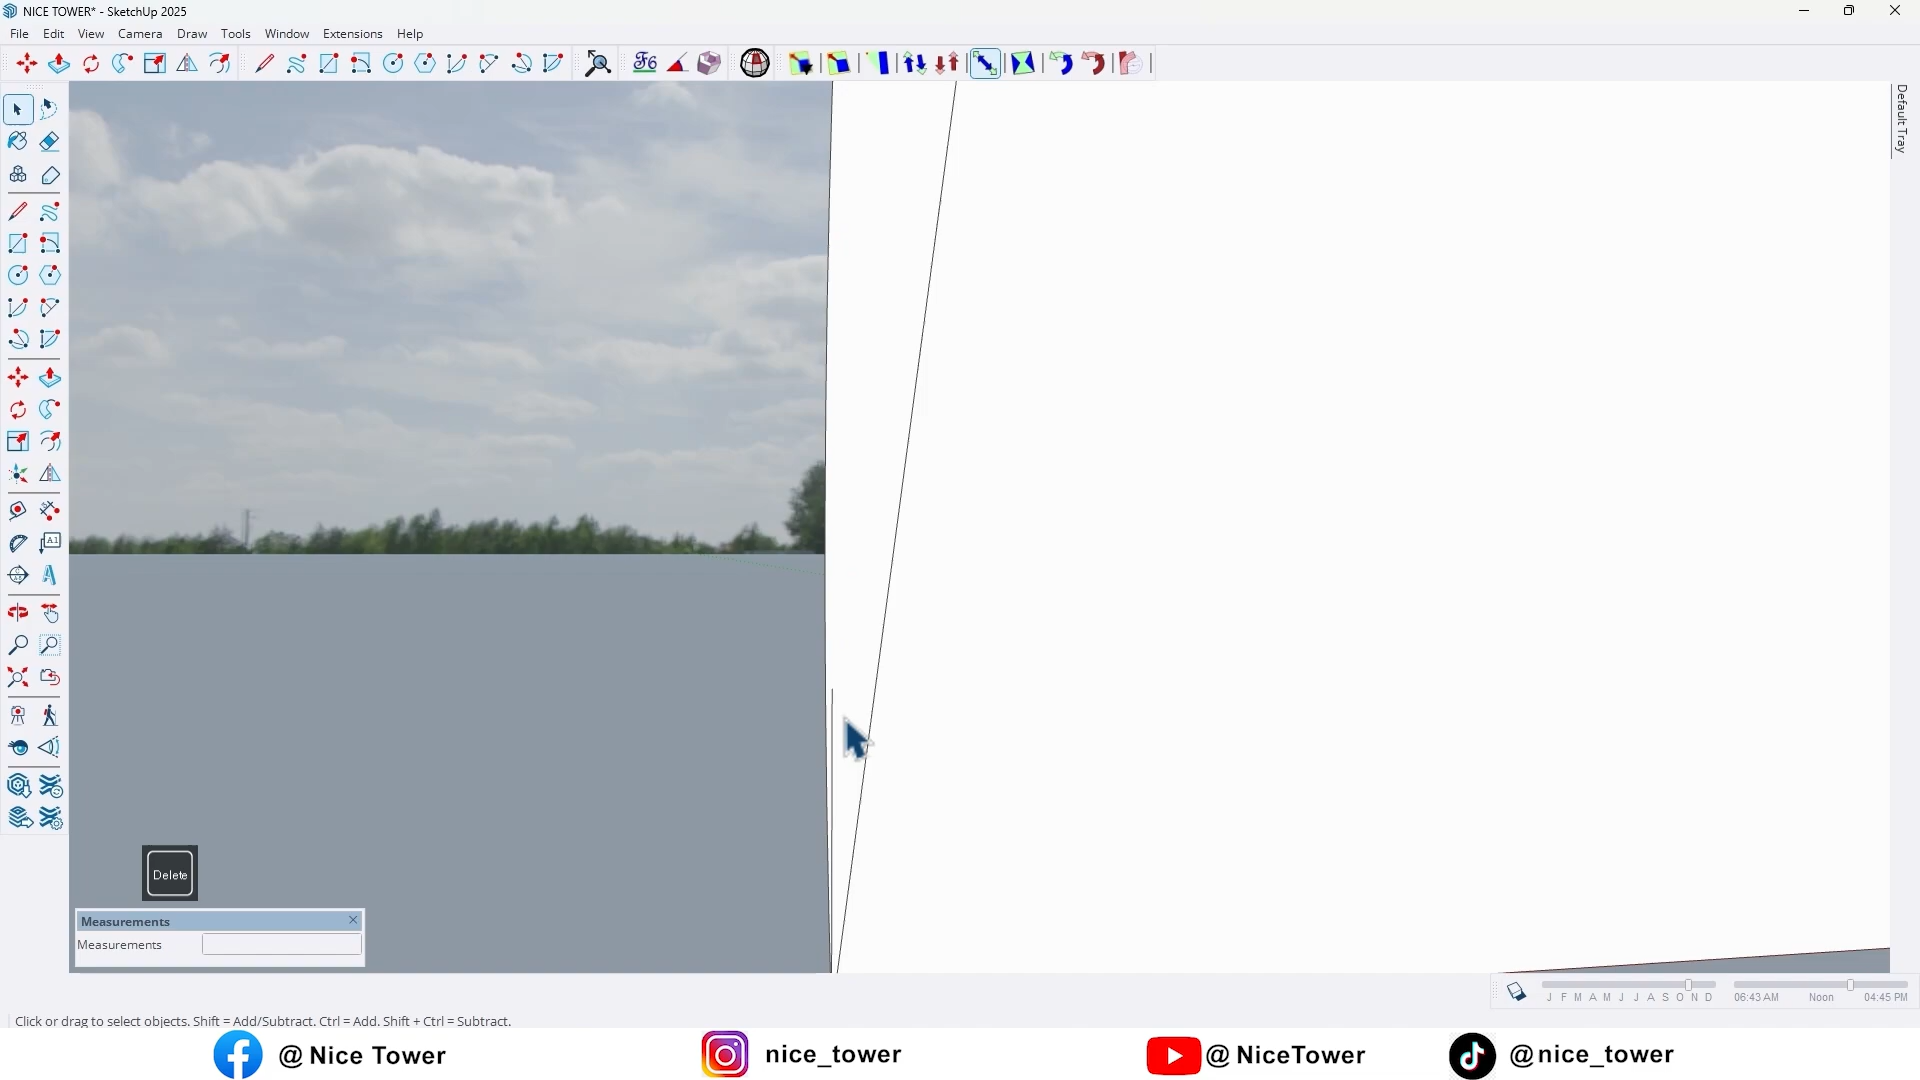 NICE TOWER* - SketchUp 2025
File Edit View Camera Draw Tools Window Extensions Help
F6
Default Tray
A1
A
Delete
Measurements
Measurements
J F M A M J J A S O N D 06:43 AM Noon 04:45 PM
Click or drag to select objects. Shift = Add/Subtract. Ctrl = Add. Shift + Ctrl = Subtract.
@ Nice Tower nice_tower @ NiceTower @nice_tower